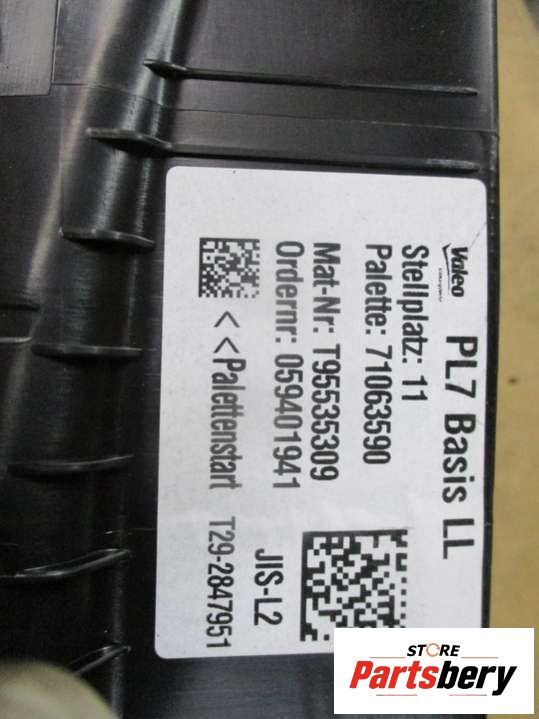 Valeo
PL7 Basis LL
Stellplatz: 11
Palette: 71063590
Mat-Nr: T95535309
Ordernr: 059401941
JIS-L2
<<Palettenstart T29-2847951
STORE
Partsbery